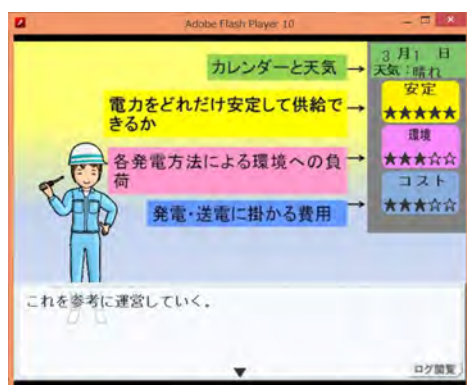 Adobe Flash Player 10
カレンダーと天気 →
3月1 日
天気:晴れ
電力をどれだけ安定して供給で →
きるか
安定
★★★★★
各発電方法による環境への負 →
荷
環境
★★★☆☆
発電・送電に掛かる費用 →
コスト
★★★☆☆
これを参考に運営していく。
▼
ログ閲覧